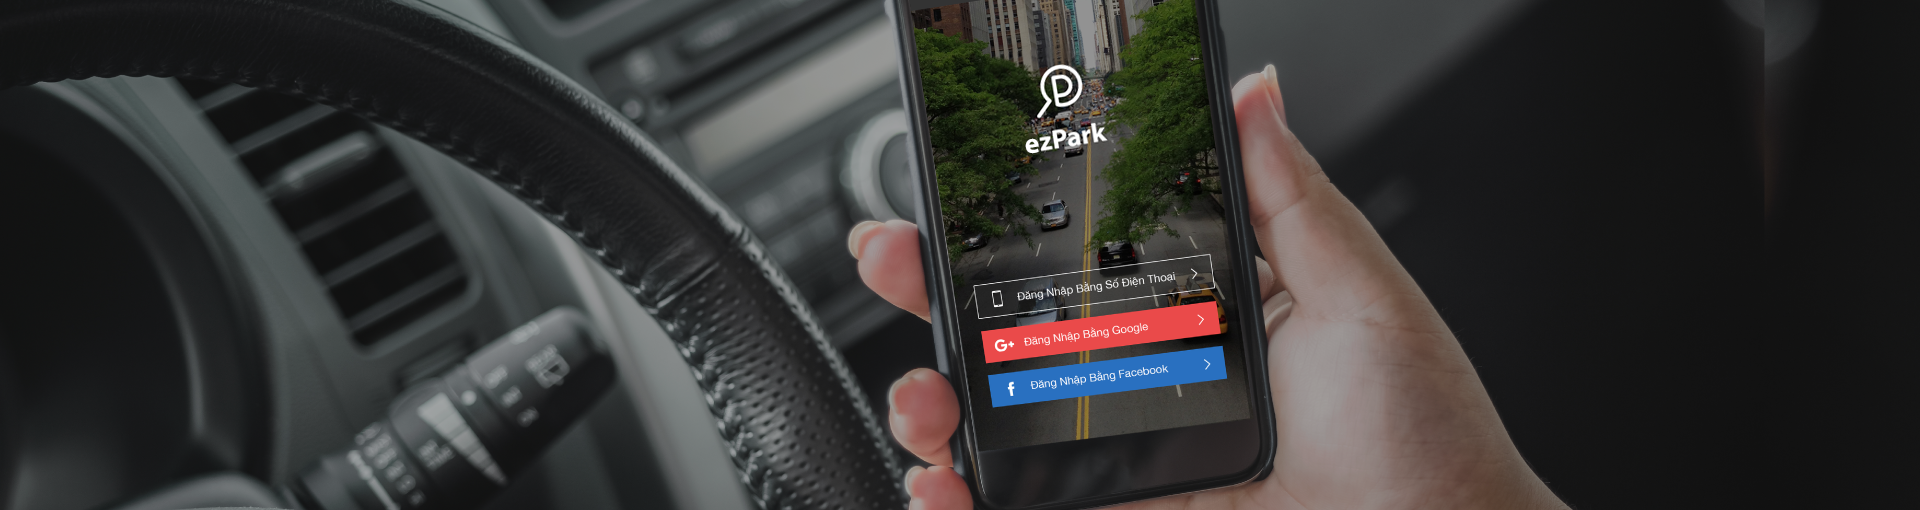 ezPark
Đăng Nhập Bằng Số Điện Thoại
G+ Đăng Nhập Bằng Google
f Đăng Nhập Bằng Facebook